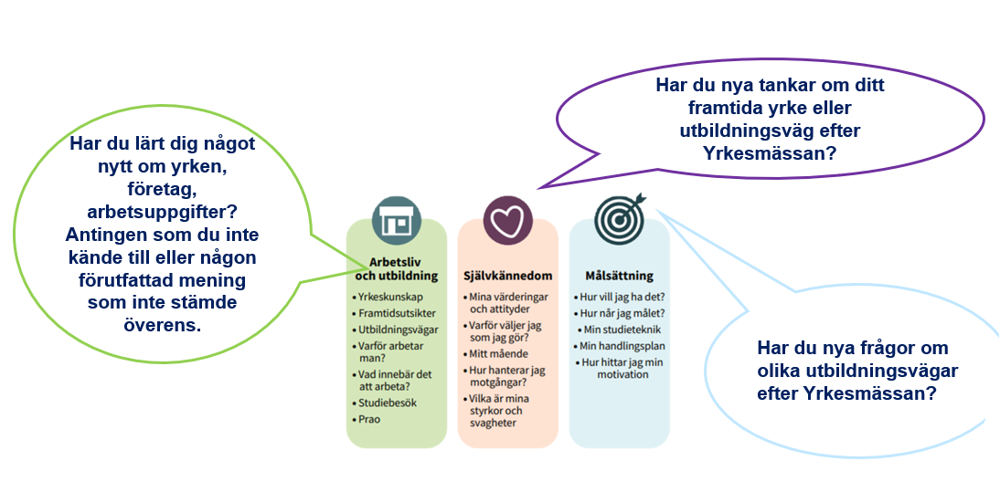 Har du lärt dig något
nytt om yrken,
företag,
arbetsuppgifter?
Antingen som du inte
kände till eller någon
förutfattad mening
som inte stämde
överens.
Har du nya tankar om ditt
framtida yrke eller
utbildningsväg efter
Yrkesmässan?
Arbetsliv
och utbildning
• Yrkeskunskap
• Framtidsutsikter
• Utbildningsvägar
• Varför arbetar
man?
• Vad innebär det
att arbeta?
• Studiebesök
• Prao
Självkännedom
• Mina värderingar
och attityder
• Varför väljer jag
som jag gör?
• Mitt mående
• Hur hanterar jag
motgångar?
• Vilka är mina
styrkor och
svagheter
Målsättning
• Hur vill jag ha det?
• Hur når jag målet?
• Min studieteknik
• Min handlingsplan
• Hur hittar jag min
motivation
Har du nya frågor om
olika utbildningsvägar
efter Yrkesmässan?